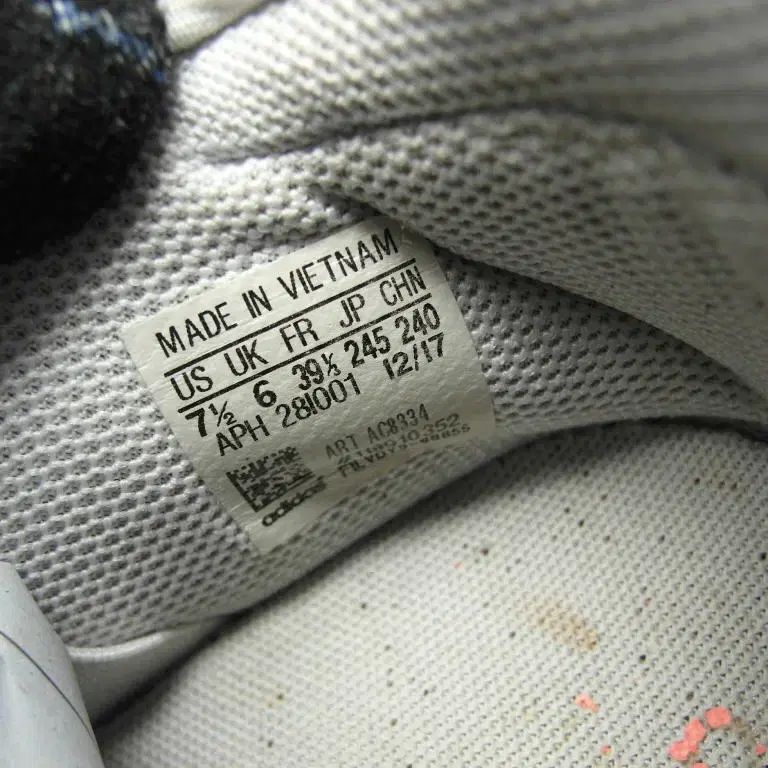 MADE IN VIETNAM
US UK FR JP CHN
7½ 6 39⅓ 245 240
APH 281001 12/17
ART AC8334
adidas